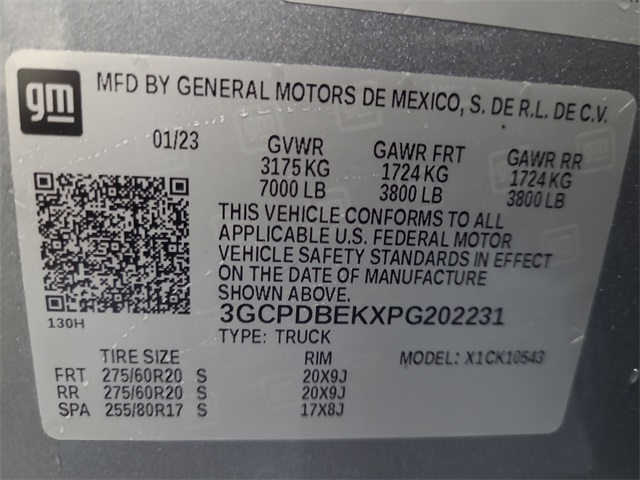 gm
MFD BY GENERAL MOTORS DE MEXICO, S. DE R.L. DE C.V.
01/23 GVWR GAWR FRT GAWR RR
3175 KG 1724 KG 1724 KG
7000 LB 3800 LB 3800 LB
THIS VEHICLE CONFORMS TO ALL
APPLICABLE U.S. FEDERAL MOTOR
VEHICLE SAFETY STANDARDS IN EFFECT
ON THE DATE OF MANUFACTURE
SHOWN ABOVE.
130H
3GCPDBEKXPG202231
TYPE: TRUCK
TIRE SIZE RIM MODEL: X1CK10543
FRT 275/60R20 S 20X9J
RR 275/60R20 S 20X9J
SPA 255/80R17 S 17X8J